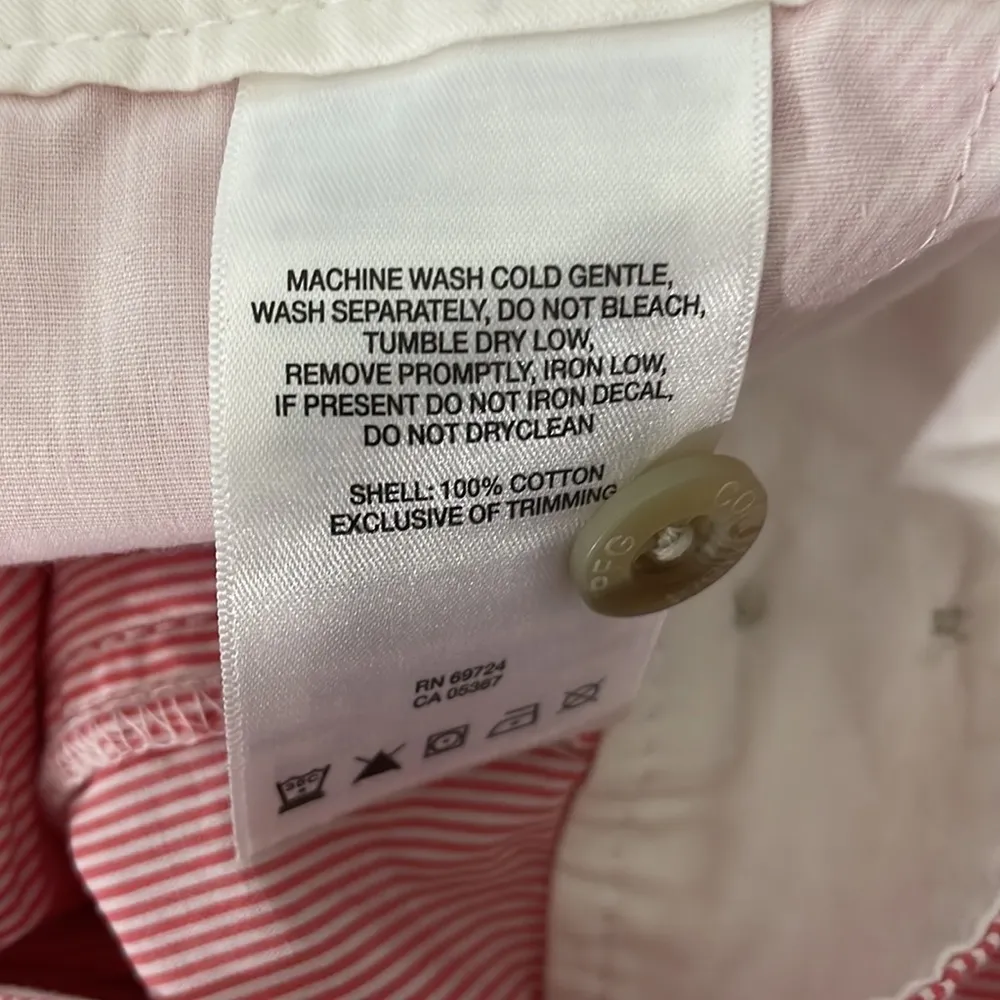 MACHINE WASH COLD GENTLE,
WASH SEPARATELY, DO NOT BLEACH,
TUMBLE DRY LOW,
REMOVE PROMPTLY, IRON LOW,
IF PRESENT DO NOT IRON DECAL,
DO NOT DRYCLEAN
SHELL: 100% COTTON
EXCLUSIVE OF TRIMMING
PFG
RN 69724
CA 05367